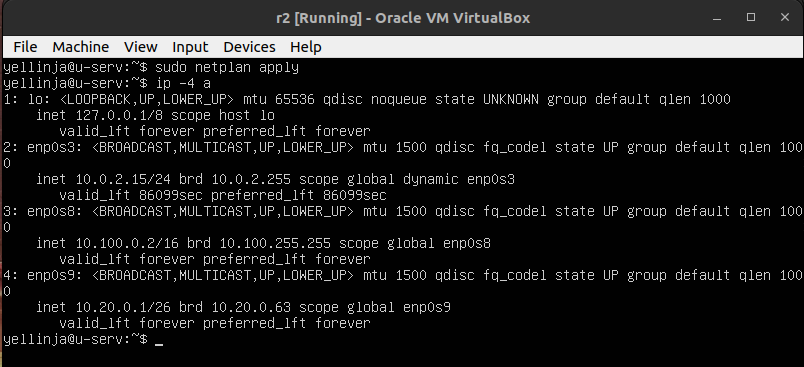 r2 [Running] - Oracle VM VirtualBox
File Machine View Input Devices Help
yellinja@u-serv:~$ sudo netplan apply
yellinja@u-serv:~$ ip -4 a
1: lo: <LOOPBACK,UP,LOWER_UP> mtu 65536 qdisc noqueue state UNKNOWN group default qlen 1000
    inet 127.0.0.1/8 scope host lo
       valid_lft forever preferred_lft forever
2: enp0s3: <BROADCAST,MULTICAST,UP,LOWER_UP> mtu 1500 qdisc fq_codel state UP group default qlen 100
0
    inet 10.0.2.15/24 brd 10.0.2.255 scope global dynamic enp0s3
       valid_lft 86099sec preferred_lft 86099sec
3: enp0s8: <BROADCAST,MULTICAST,UP,LOWER_UP> mtu 1500 qdisc fq_codel state UP group default qlen 100
0
    inet 10.100.0.2/16 brd 10.100.255.255 scope global enp0s8
       valid_lft forever preferred_lft forever
4: enp0s9: <BROADCAST,MULTICAST,UP,LOWER_UP> mtu 1500 qdisc fq_codel state UP group default qlen 100
0
    inet 10.20.0.1/26 brd 10.20.0.63 scope global enp0s9
       valid_lft forever preferred_lft forever
yellinja@u-serv:~$ _